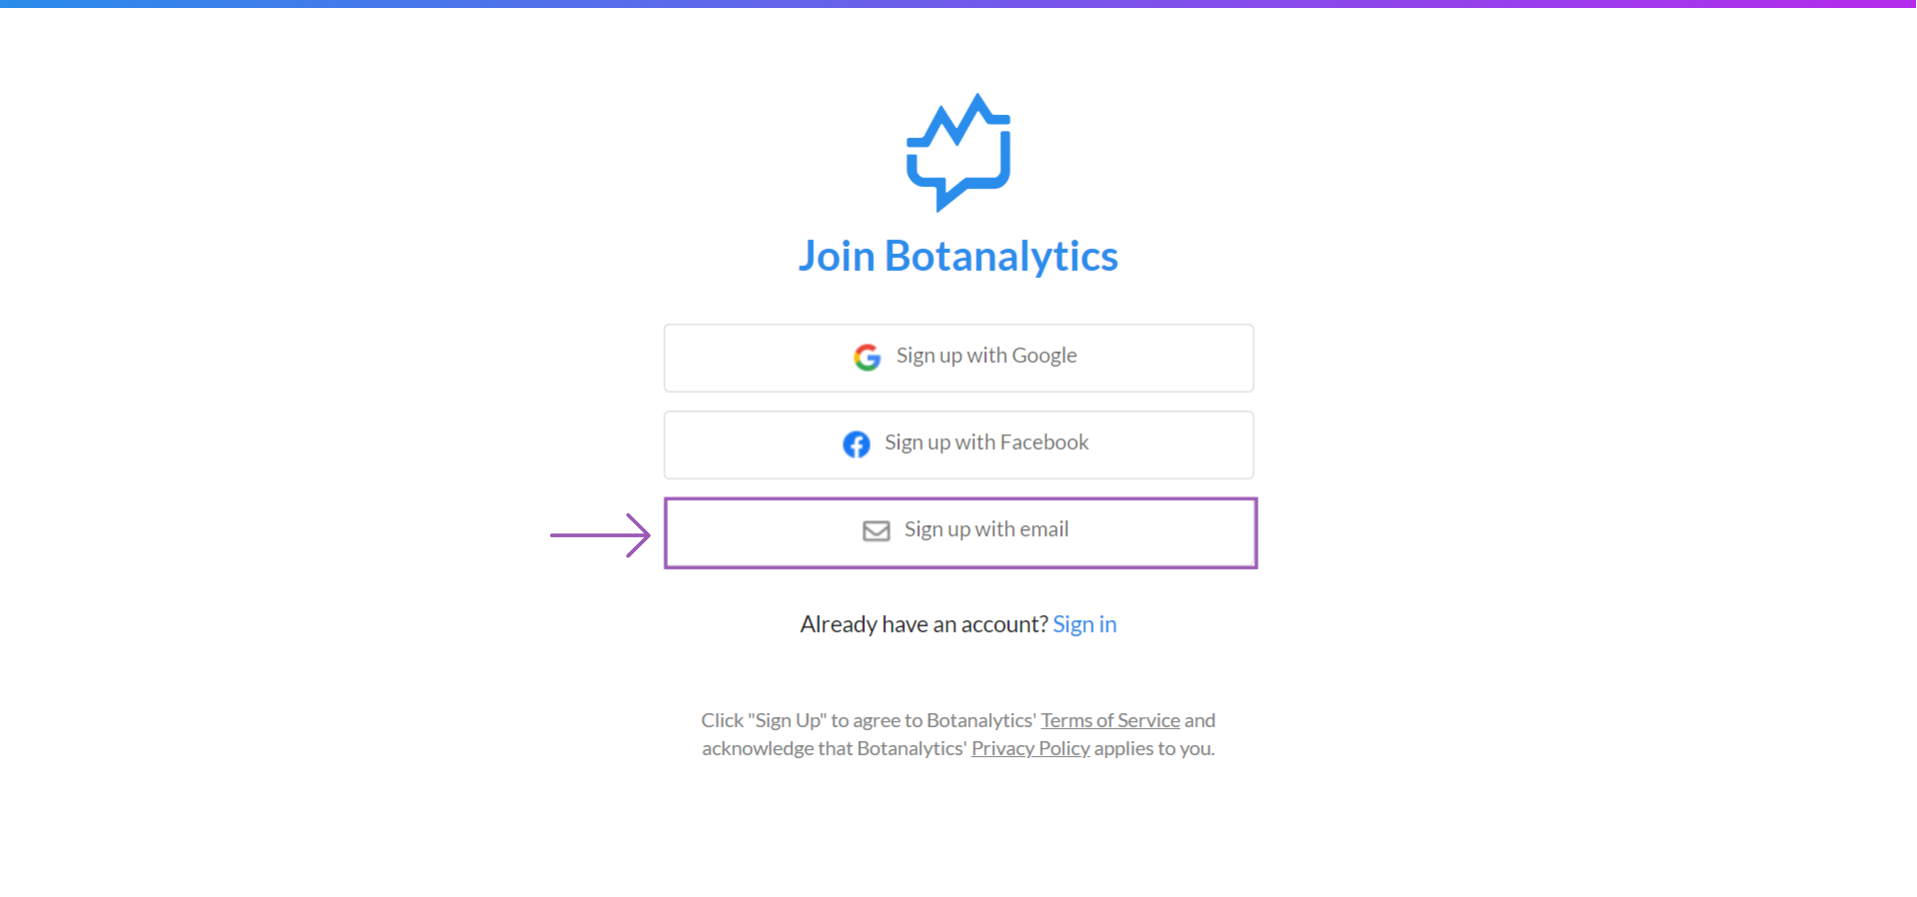 Join Botanalytics
Sign up with Google
Sign up with Facebook
Sign up with email
Already have an account? Sign in
Click "Sign Up" to agree to Botanalytics' Terms of Service and
acknowledge that Botanalytics' Privacy Policy applies to you.